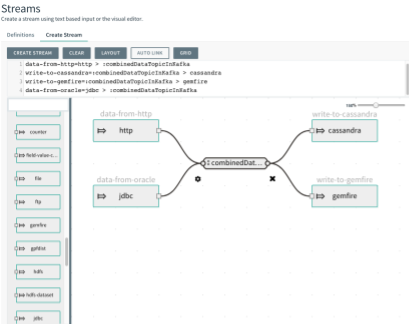 Streams
Create a stream using text based input or the visual editor.
Definitions Create Stream
CREATE STREAM CLEAR LAYOUT AUTO LINK GRID
1 data-from-http=http > :combinedDataTopicInKafka
2 write-to-cassandra=:combinedDataTopicInKafka > cassandra
3 write-to-gemfire=:combinedDataTopicInKafka > gemfire
4 data-from-oracle=jdbc > :combinedDataTopicInKafka
100%
counter
field-value-c...
file
ftp
gemfire
gpfdist
hdfs
hdfs-dataset
jdbc
data-from-http
http
data-from-oracle
jdbc
: combinedDat...
write-to-cassandra
cassandra
write-to-gemfire
gemfire